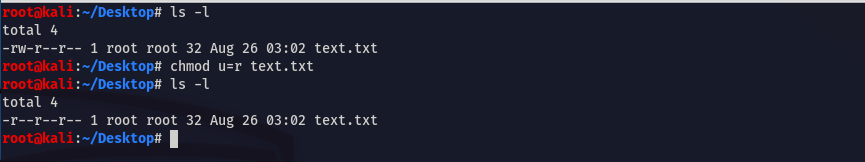 root@kali:~/Desktop# ls -l
total 4
-rw-r--r-- 1 root root 32 Aug 26 03:02 text.txt
root@kali:~/Desktop# chmod u=r text.txt
root@kali:~/Desktop# ls -l
total 4
-r--r--r-- 1 root root 32 Aug 26 03:02 text.txt
root@kali:~/Desktop#